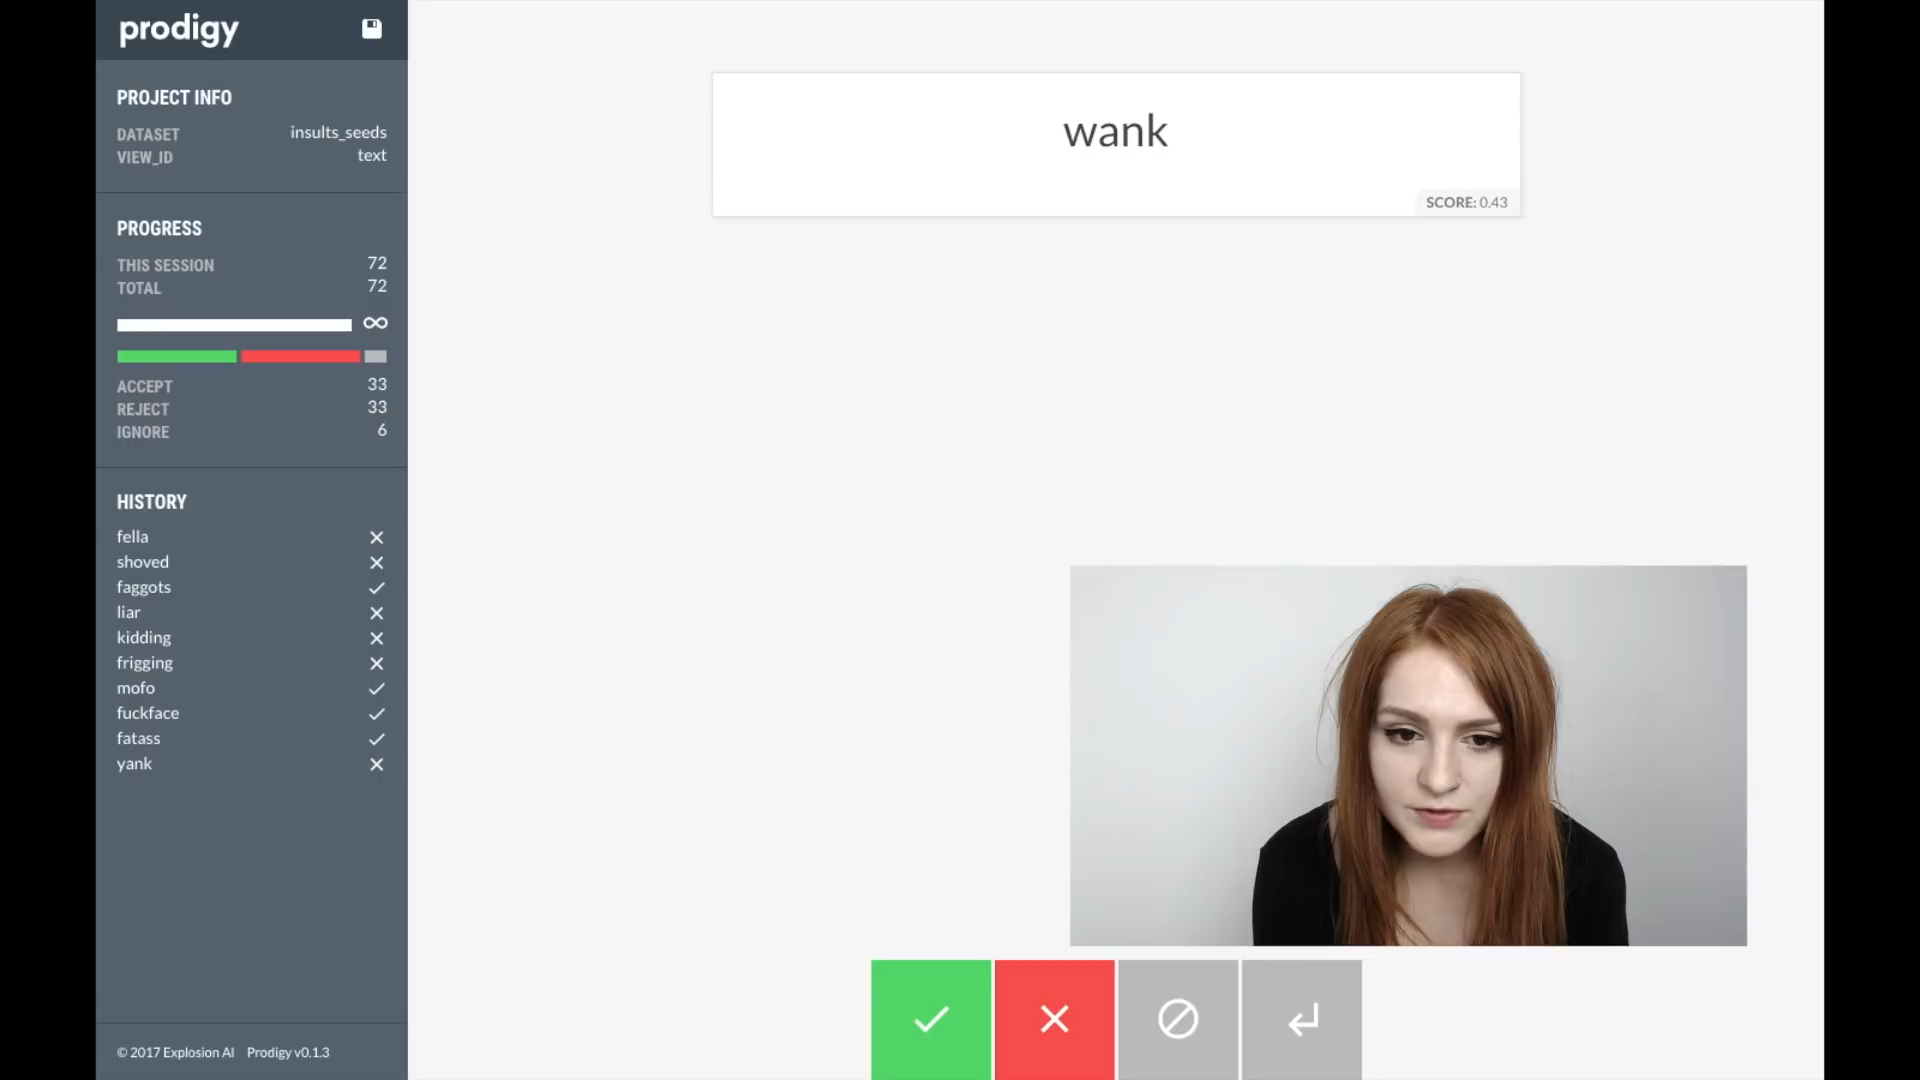 prodigy
PROJECT INFO
DATASET insults_seeds
VIEW_ID text
PROGRESS
THIS SESSION 72
TOTAL 72
∞
ACCEPT 33
REJECT 33
IGNORE 6
HISTORY
fella
shoved
faggots
liar
kidding
frigging
mofo
fuckface
fatass
yank
© 2017 Explosion AI Prodigy v0.1.3
wank
SCORE: 0.43